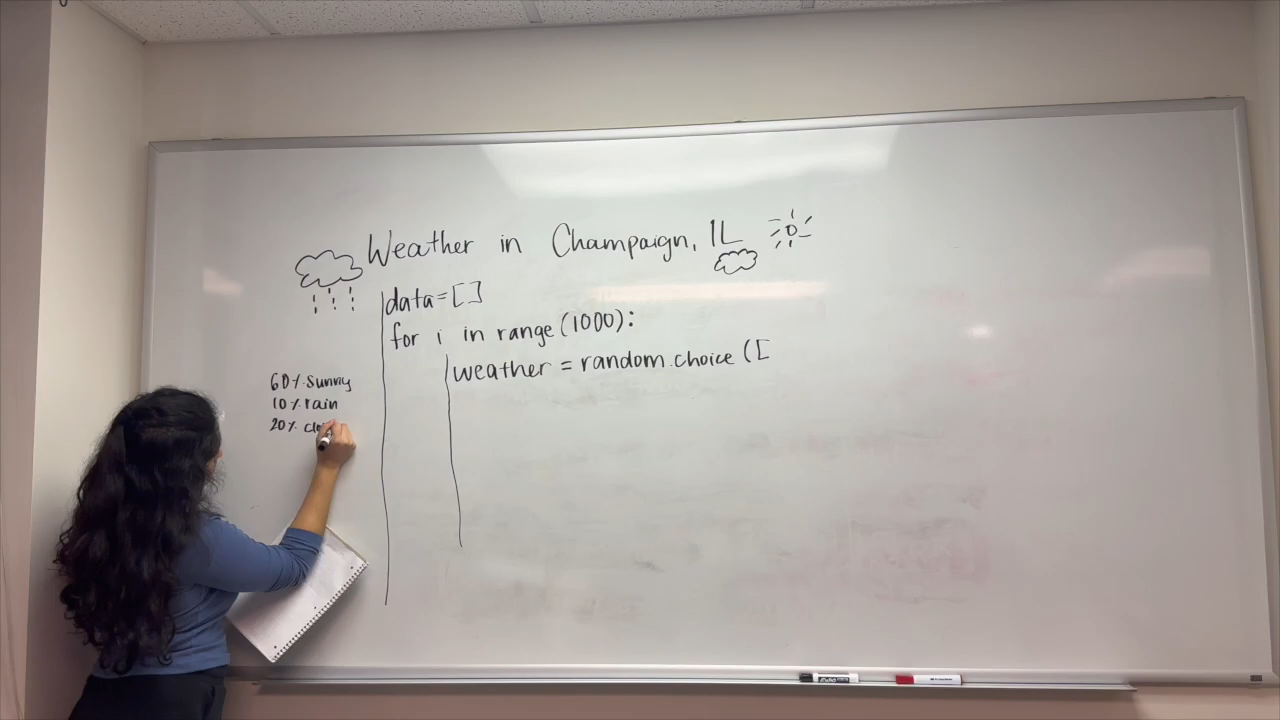 Weather in Champaign, IL
data=[]
for i in range (1000):
weather = random.choice ([
60% sunny
10% rain
20%